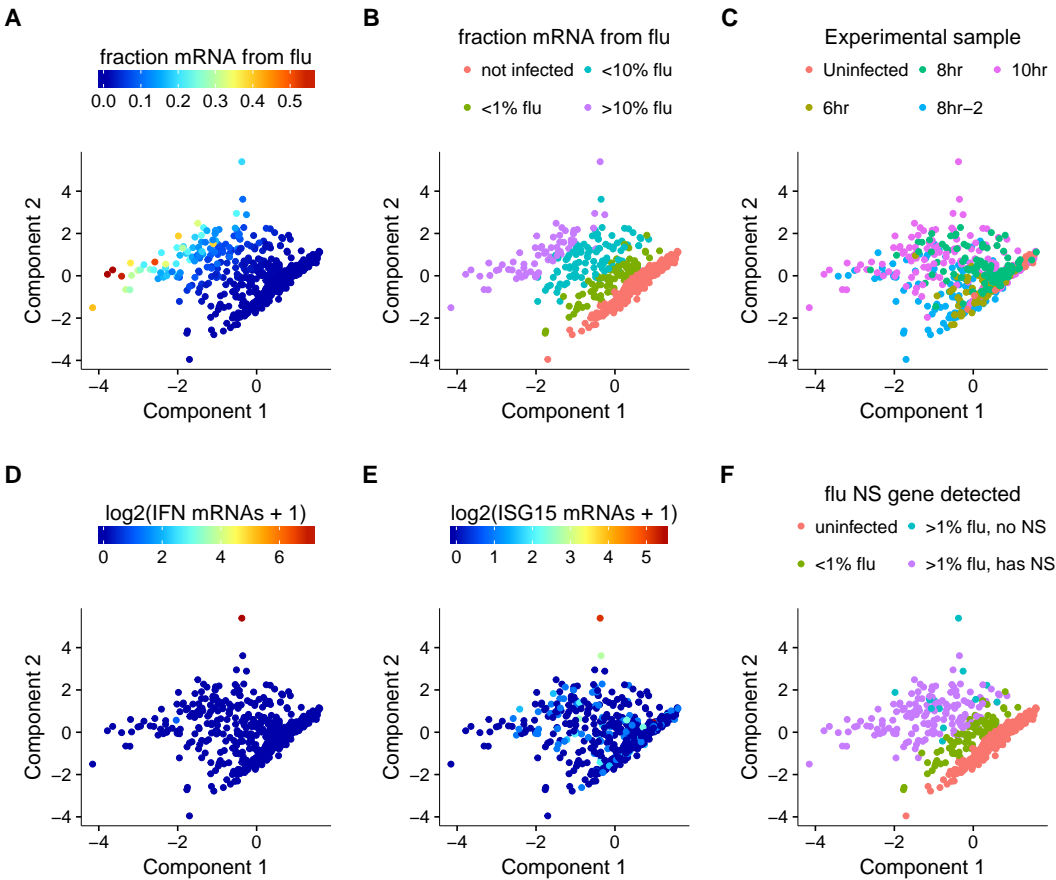 A
fraction mRNA from flu
0.0 0.1 0.2 0.3 0.4 0.5
4
2
0
−2
−4
Component 2
−4 −2 0
Component 1
B
fraction mRNA from flu
not infected <10% flu
<1% flu >10% flu
4
2
0
−2
−4
Component 2
−4 −2 0
Component 1
C
Experimental sample
Uninfected 8hr 10hr
6hr 8hr−2
4
2
0
−2
−4
Component 2
−4 −2 0
Component 1
D
log2(IFN mRNAs + 1)
0 2 4 6
4
2
0
−2
−4
Component 2
−4 −2 0
Component 1
E
log2(ISG15 mRNAs + 1)
0 1 2 3 4 5
4
2
0
−2
−4
Component 2
−4 −2 0
Component 1
F
flu NS gene detected
uninfected >1% flu, no NS
<1% flu >1% flu, has NS
4
2
0
−2
−4
Component 2
−4 −2 0
Component 1